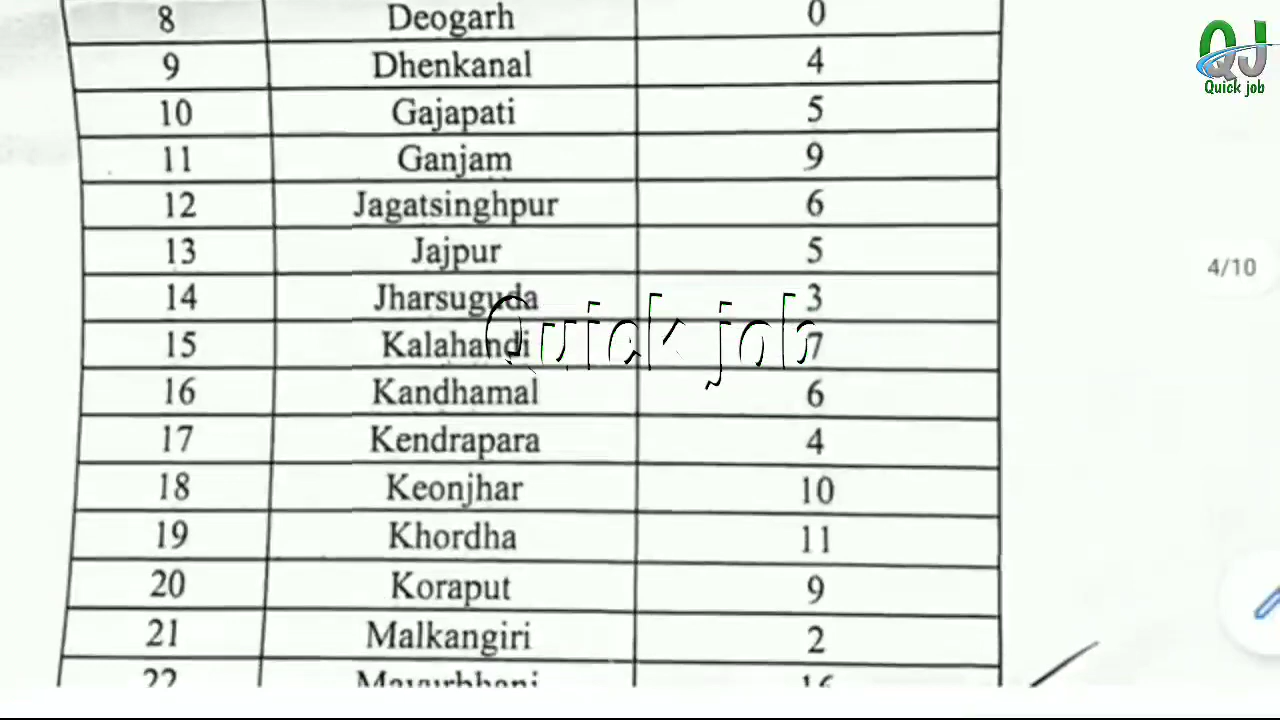 8 Deogarh 0
9 Dhenkanal 4
10 Gajapati 5
11 Ganjam 9
12 Jagatsinghpur 6
13 Jajpur 5
14 Jharsuguda 3
15 Kalahandi 7
16 Kandhamal 6
17 Kendrapara 4
18 Keonjhar 10
19 Khordha 11
20 Koraput 9
21 Malkangiri 2
22 Mayurbhanj 16
Quick job
QJ
Quick job
4/10